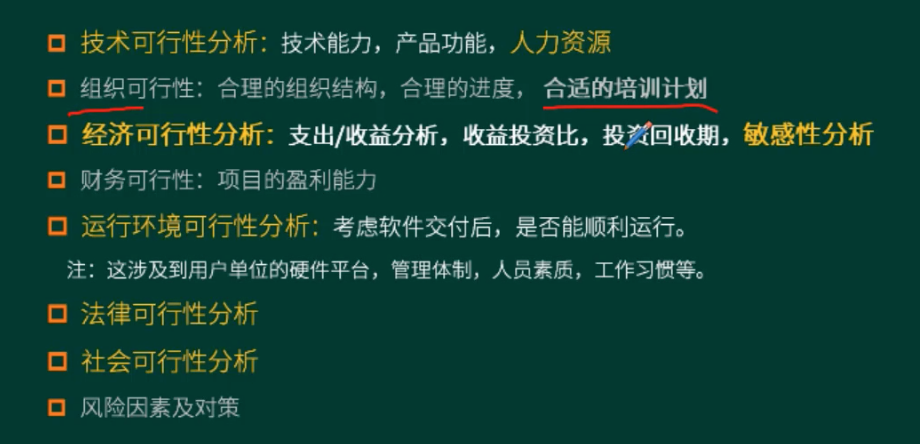 技术可行性分析：技术能力，产品功能，人力资源
组织可行性：合理的组织结构，合理的进度，合适的培训计划
经济可行性分析：支出/收益分析，收益投资比，投资回收期，敏感性分析
财务可行性：项目的盈利能力
运行环境可行性分析：考虑软件交付后，是否能顺利运行。
注：这涉及到用户单位的硬件平台，管理体制，人员素质，工作习惯等。
法律可行性分析
社会可行性分析
风险因素及对策